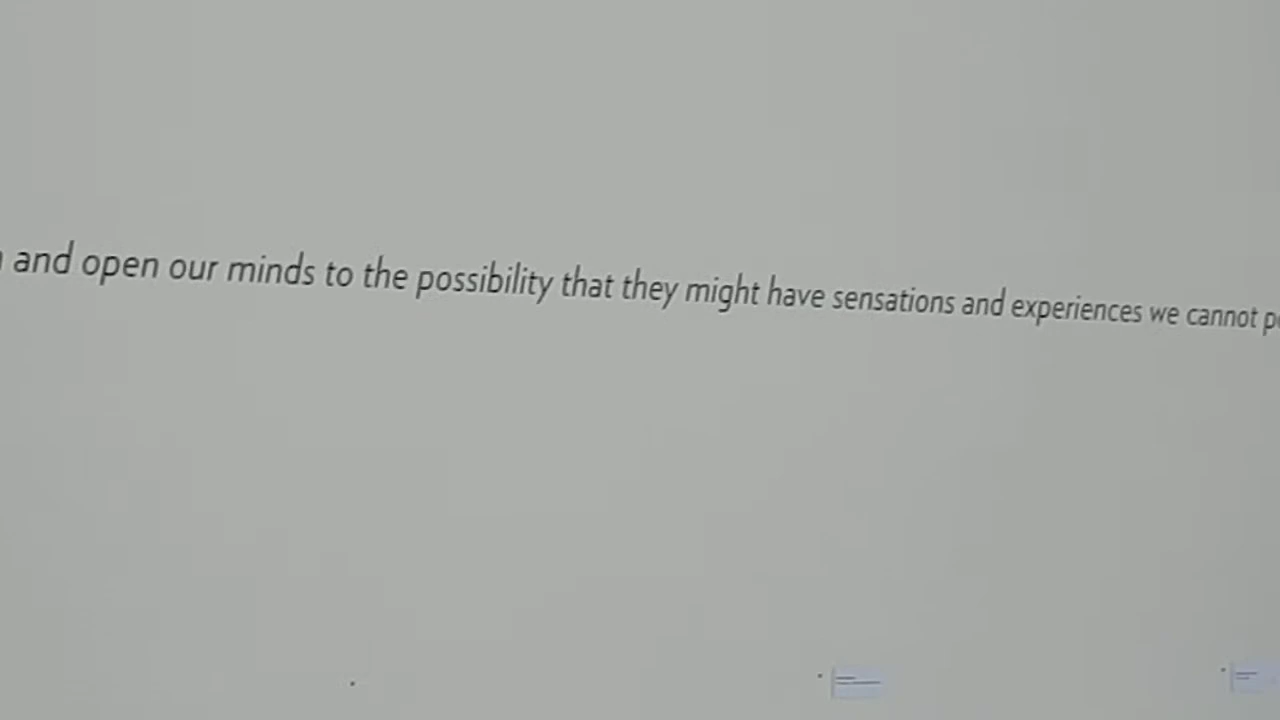 and open our minds to the possibility that they might have sensations and experiences we cannot